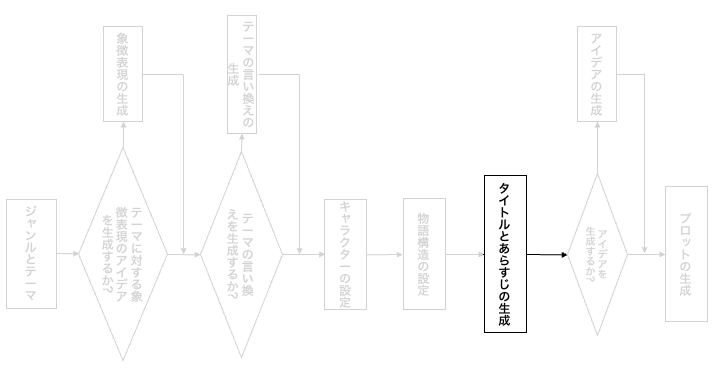 ジャンルとテーマ
テーマに対する象
徴表現のアイデア
を生成するか?
象徴表現の生成
テーマの言い換
えを生成するか?
テーマの言い換えの
生成
キャラクターの設定
物語構造の設定
タイトルとあらすじの生成
アイデアを
生成するか?
アイデアの生成
プロットの生成